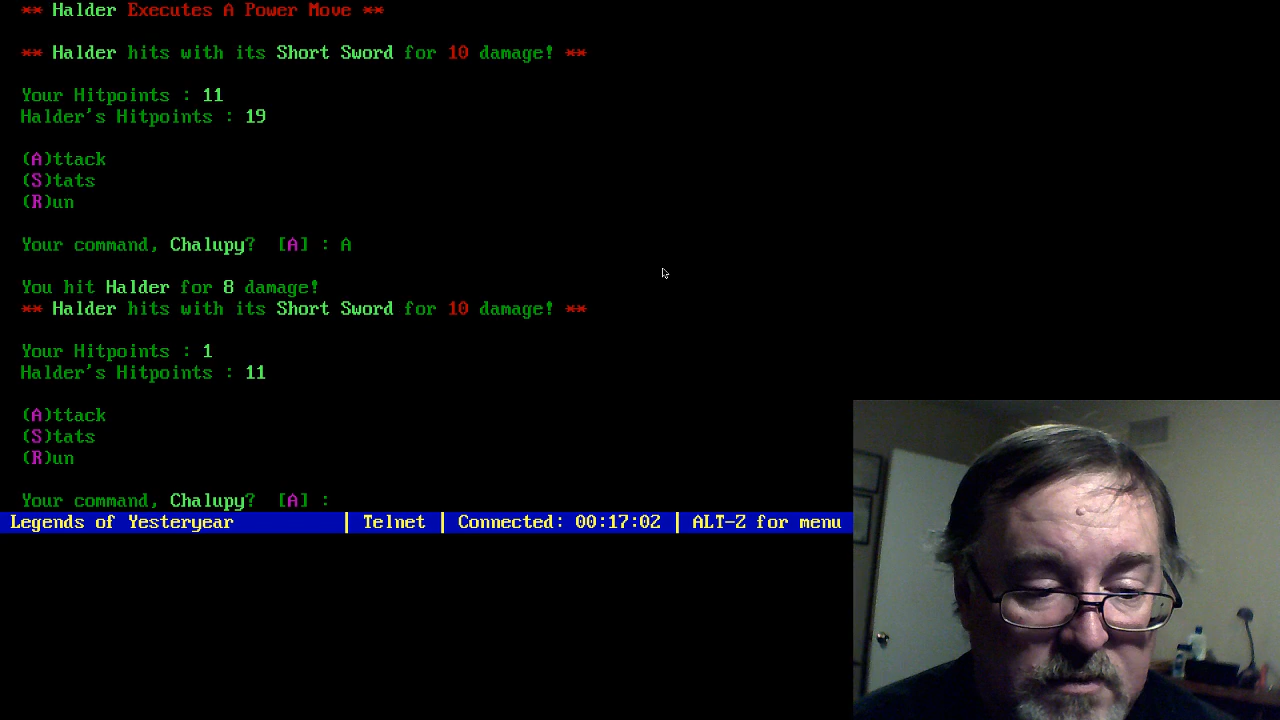 ** Halder Executes A Power Move **
** Halder hits with its Short Sword for 10 damage! **
Your Hitpoints : 11
Halder's Hitpoints : 19
(A)ttack
(S)tats
(R)un
Your command, Chalupy?  [A] : A
You hit Halder for 8 damage!
** Halder hits with its Short Sword for 10 damage! **
Your Hitpoints : 1
Halder's Hitpoints : 11
(A)ttack
(S)tats
(R)un
Your command, Chalupy?  [A] :
Legends of Yesteryear | Telnet | Connected: 00:17:02 | ALT-Z for menu